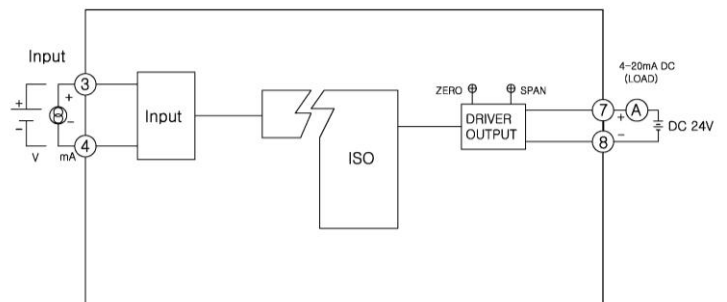 Input
3
+
+
−
−
4
V
mA
Input
ISO
ZERO
SPAN
DRIVER
OUTPUT
4-20mA DC
(LOAD)
7
A
+
−
8
DC 24V